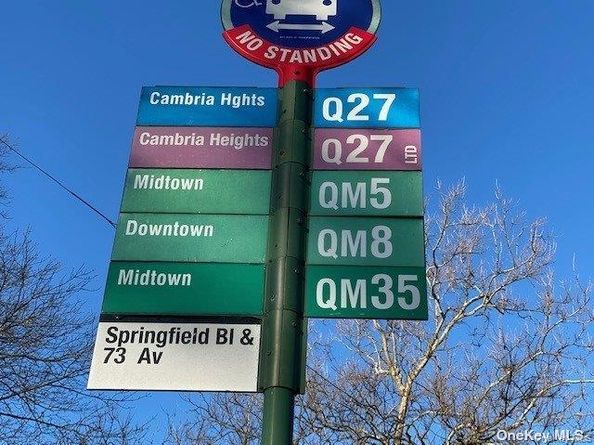 NO STANDING
Cambria Hghts Q27
Cambria Heights Q27 LTD
Midtown QM5
Downtown QM8
Midtown QM35
Springfield Bl &
73 Av
OneKey MLS